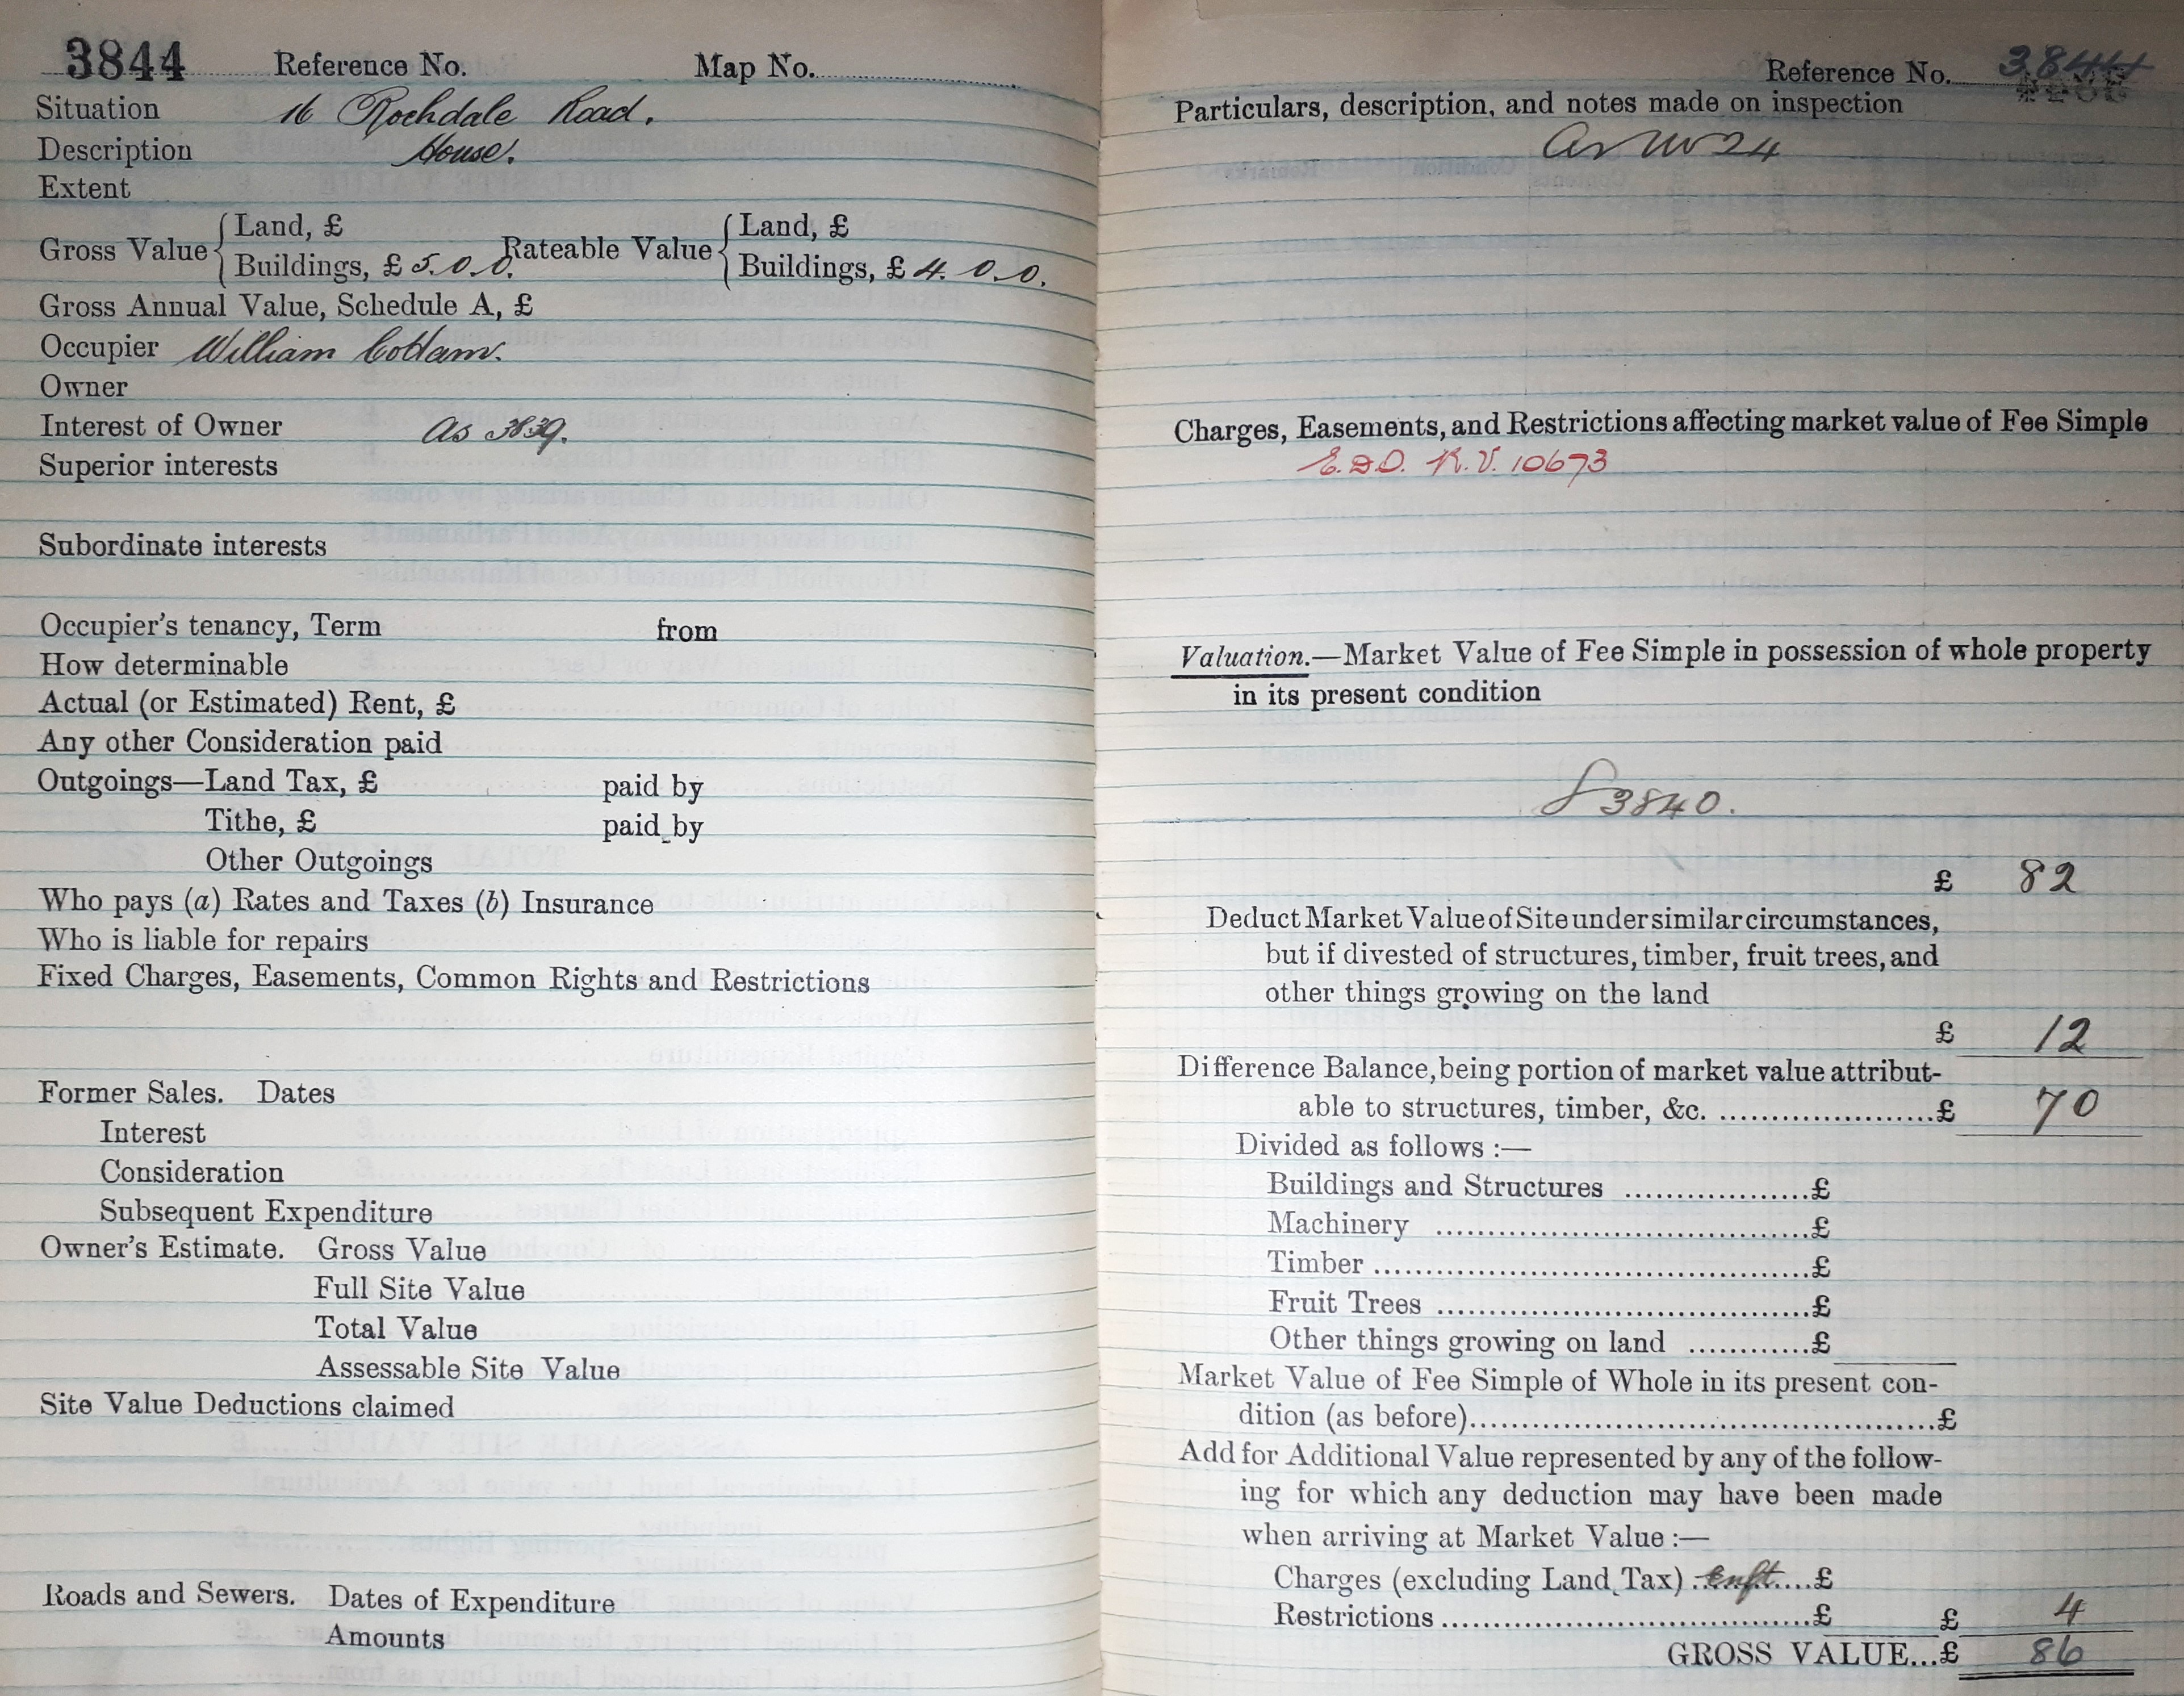 3844 Reference No. Map No.
Situation 16 Rochdale Road.
Description House.
Extent
Gross Value { Land, £ Rateable Value { Land, £
Buildings, £ 5. 0. 0. Buildings, £ 4. 0. 0.
Gross Annual Value, Schedule A, £
Occupier William Cottam.
Owner
Interest of Owner As 3839.
Superior interests
Subordinate interests
Occupier's tenancy, Term from
How determinable
Actual (or Estimated) Rent, £
Any other Consideration paid
Outgoings—Land Tax, £ paid by
Tithe, £ paid by
Other Outgoings
Who pays (a) Rates and Taxes (b) Insurance
Who is liable for repairs
Fixed Charges, Easements, Common Rights and Restrictions
Former Sales. Dates
Interest
Consideration
Subsequent Expenditure
Owner's Estimate. Gross Value
Full Site Value
Total Value
Assessable Site Value
Site Value Deductions claimed
Roads and Sewers. Dates of Expenditure
Amounts
Reference No. 3844
Particulars, description, and notes made on inspection
24
Charges, Easements, and Restrictions affecting market value of Fee Simple
E.D.O. R.V. 10673
Valuation.—Market Value of Fee Simple in possession of whole property
in its present condition
3840.
£ 82
Deduct Market Value of Site under similar circumstances,
but if divested of structures, timber, fruit trees, and
other things growing on the land
£ 12
Difference Balance, being portion of market value attribut-
able to structures, timber, &c. ....................£ 70
Divided as follows :—
Buildings and Structures ..................£
Machinery ....................................£
Timber ..........................................£
Fruit Trees ....................................£
Other things growing on land ............£
Market Value of Fee Simple of Whole in its present con-
dition (as before)..............................................£
Add for Additional Value represented by any of the follow-
ing for which any deduction may have been made
when arriving at Market Value :—
Charges (excluding Land Tax) .......£
Restrictions ....................................£ £ 4
GROSS VALUE...£ 86